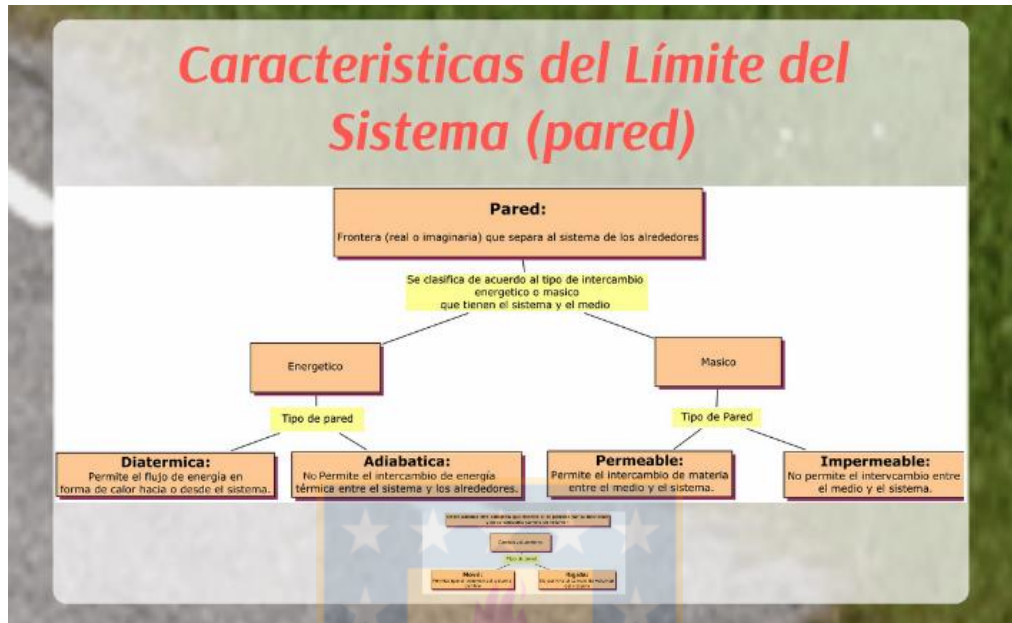 Caracteristicas del Límite del
Sistema (pared)
Pared:
Frontera (real o imaginaria) que separa al sistema de los alrededores
Se clasifica de acuerdo al tipo de intercambio
energetico o masico
que tienen el sistema y el medio
Energetico
Másico
Tipo de pared
Tipo de Pared
Diatermica:
Permite el flujo de energía en
forma de calor hacia o desde el sistema.
Adiabatica:
No Permite el intercambio de energía
térmica entre el sistema y los alrededores.
Permeable:
Permite el intercambio de materia
entre el medio y el sistema.
Impermeable:
No permite el intervcambio entre
el medio y el sistema.
Tipo de pared
Movil:
Rigida: